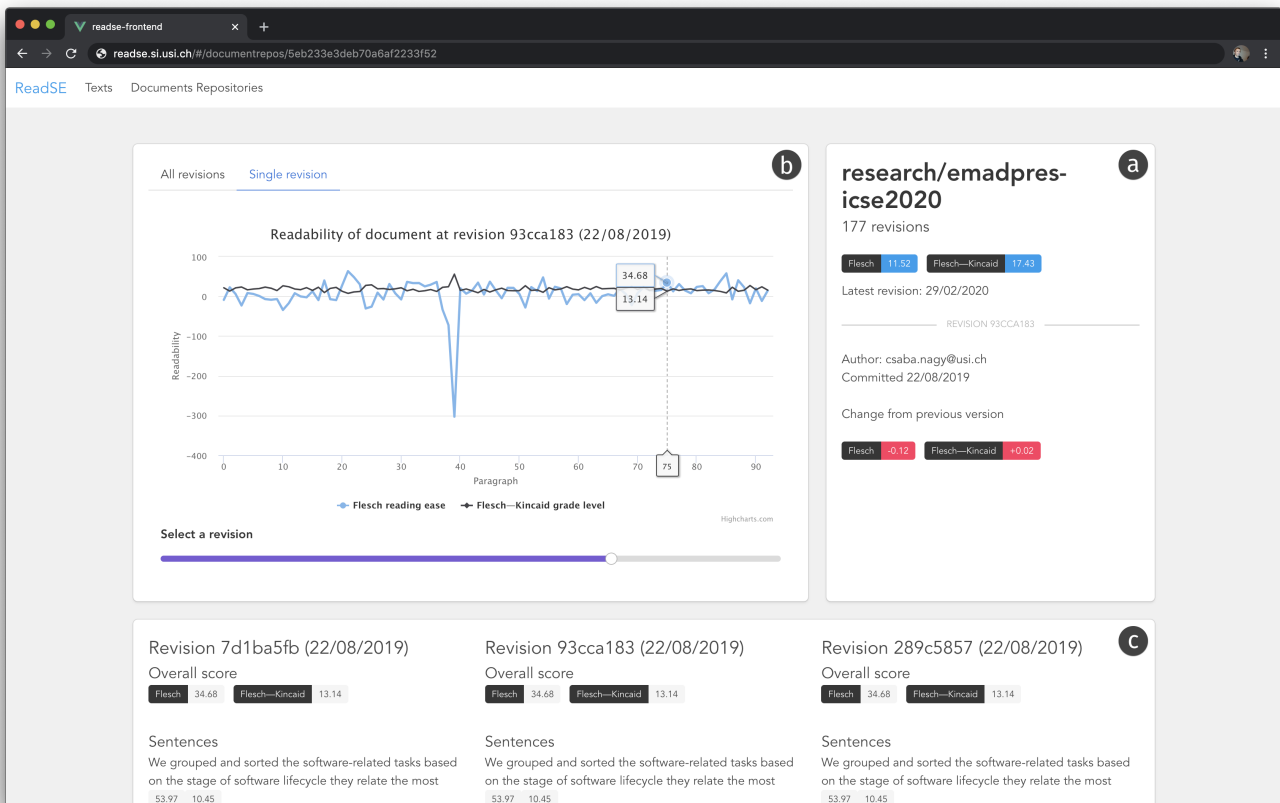 readse-frontend
readse.si.usi.ch/#/documentrepos/5eb233e3deb70a6af2233f52
ReadSE Texts Documents Repositories
b
All revisions Single revision
Readability of document at revision 93cca183 (22/08/2019)
100
0
−100
−200
−300
−400
Readability
34.68
13.14
0 10 20 30 40 50 60 70 75 80 90
Paragraph
Flesch reading ease Flesch—Kincaid grade level
Highcharts.com
Select a revision
a
research/emadpres-
icse2020
177 revisions
Flesch 11.52 Flesch—Kincaid 17.43
Latest revision: 29/02/2020
REVISION 93CCA183
Author: csaba.nagy@usi.ch
Committed 22/08/2019
Change from previous version
Flesch -0.12 Flesch—Kincaid +0.02
c
Revision 7d1ba5fb (22/08/2019)
Overall score
Flesch 34.68 Flesch—Kincaid 13.14
Sentences
We grouped and sorted the software-related tasks based
on the stage of software lifecycle they relate the most
53.97 10.45
Revision 93cca183 (22/08/2019)
Overall score
Flesch 34.68 Flesch—Kincaid 13.14
Sentences
We grouped and sorted the software-related tasks based
on the stage of software lifecycle they relate the most
53.97 10.45
Revision 289c5857 (22/08/2019)
Overall score
Flesch 34.68 Flesch—Kincaid 13.14
Sentences
We grouped and sorted the software-related tasks based
on the stage of software lifecycle they relate the most
53.97 10.45